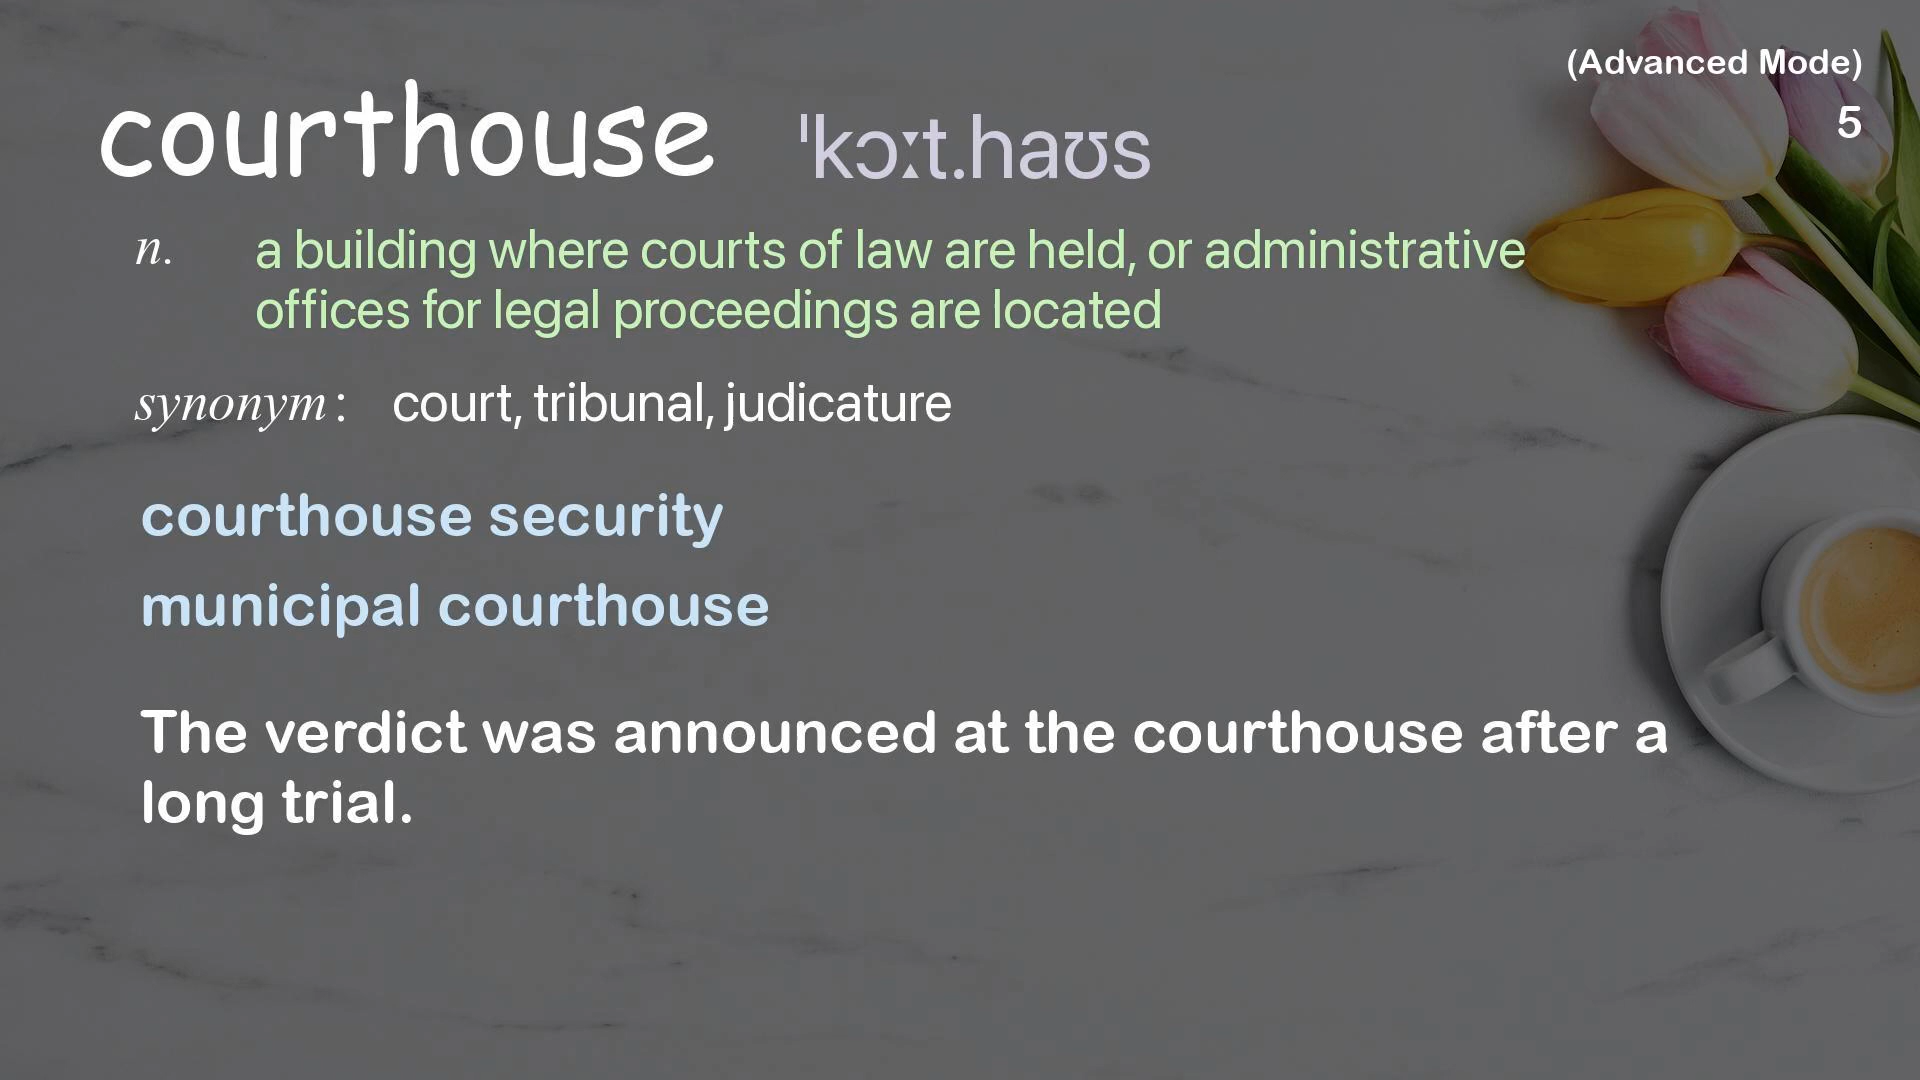 (Advanced Mode)
5
courthouse ˈkɔːt.haʊs
n. a building where courts of law are held, or administrative
offices for legal proceedings are located
synonym: court, tribunal, judicature
courthouse security
municipal courthouse
The verdict was announced at the courthouse after a
long trial.